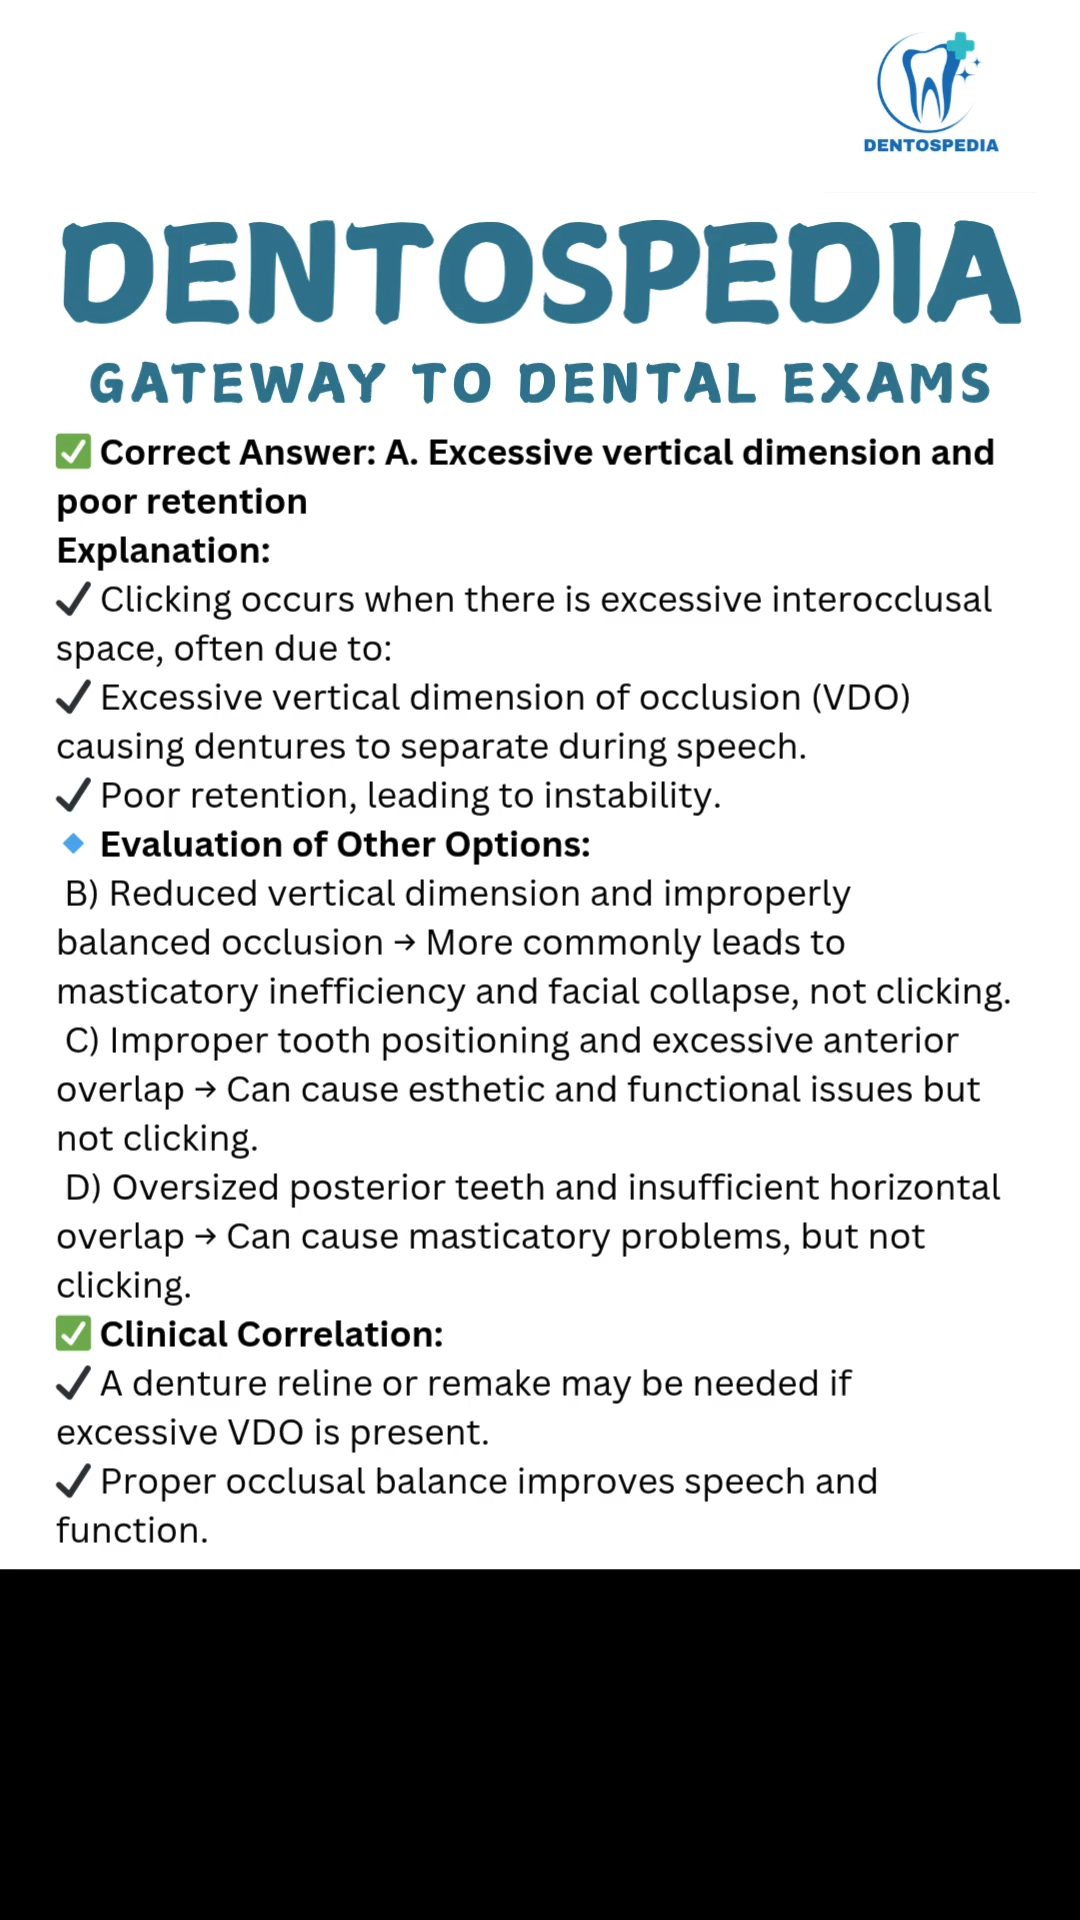 DENTOSPEDIA
DENTOSPEDIA
GATEWAY TO DENTAL EXAMS
✅ Correct Answer: A. Excessive vertical dimension and
poor retention
Explanation:
✔ Clicking occurs when there is excessive interocclusal
space, often due to:
✔ Excessive vertical dimension of occlusion (VDO)
causing dentures to separate during speech.
✔ Poor retention, leading to instability.
🔹 Evaluation of Other Options:
B) Reduced vertical dimension and improperly
balanced occlusion → More commonly leads to
masticatory inefficiency and facial collapse, not clicking.
C) Improper tooth positioning and excessive anterior
overlap → Can cause esthetic and functional issues but
not clicking.
D) Oversized posterior teeth and insufficient horizontal
overlap → Can cause masticatory problems, but not
clicking.
✅ Clinical Correlation:
✔ A denture reline or remake may be needed if
excessive VDO is present.
✔ Proper occlusal balance improves speech and
function.